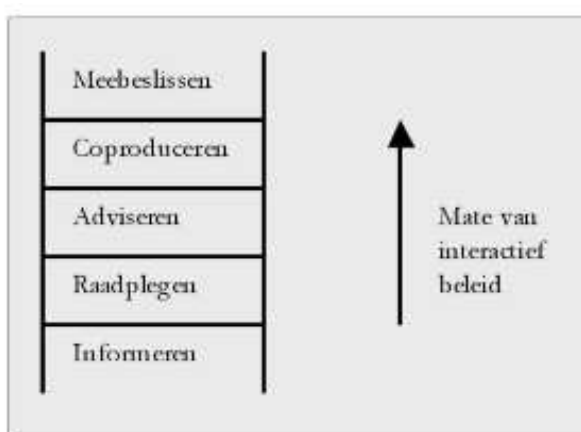 Meebeslissen
Coproduceren
Adviseren
Raadplegen
Informeren
Mate van
interactief
beleid